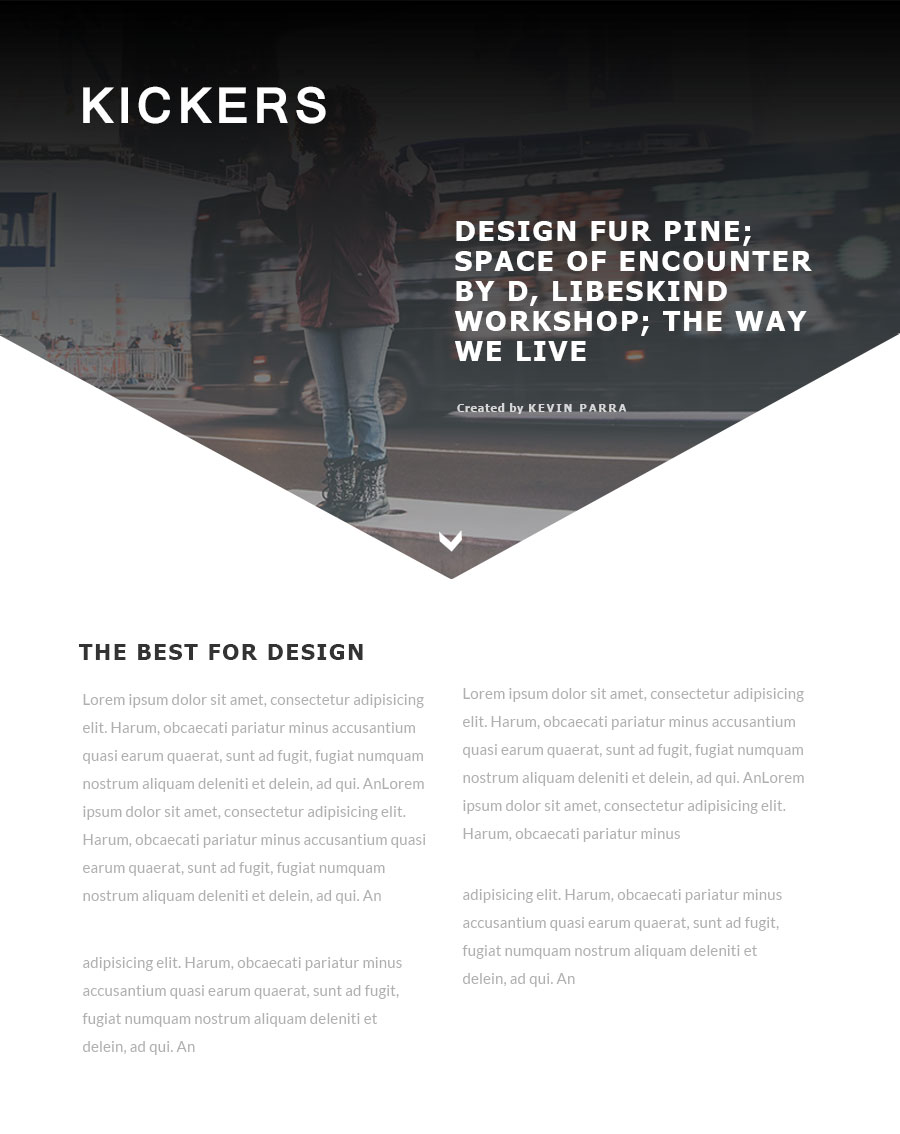 KICKERS
DESIGN FUR PINE;
SPACE OF ENCOUNTER
BY D, LIBESKIND
WORKSHOP; THE WAY
WE LIVE
Created by KEVIN PARRA
THE BEST FOR DESIGN
Lorem ipsum dolor sit amet, consectetur adipisicing
elit. Harum, obcaecati pariatur minus accusantium
quasi earum quaerat, sunt ad fugit, fugiat numquam
nostrum aliquam deleniti et delein, ad qui. AnLorem
ipsum dolor sit amet, consectetur adipisicing elit.
Harum, obcaecati pariatur minus accusantium quasi
earum quaerat, sunt ad fugit, fugiat numquam
nostrum aliquam deleniti et delein, ad qui. An
adipisicing elit. Harum, obcaecati pariatur minus
accusantium quasi earum quaerat, sunt ad fugit,
fugiat numquam nostrum aliquam deleniti et
delein, ad qui. An
Lorem ipsum dolor sit amet, consectetur adipisicing
elit. Harum, obcaecati pariatur minus accusantium
quasi earum quaerat, sunt ad fugit, fugiat numquam
nostrum aliquam deleniti et delein, ad qui. AnLorem
ipsum dolor sit amet, consectetur adipisicing elit.
Harum, obcaecati pariatur minus
adipisicing elit. Harum, obcaecati pariatur minus
accusantium quasi earum quaerat, sunt ad fugit,
fugiat numquam nostrum aliquam deleniti et
delein, ad qui. An